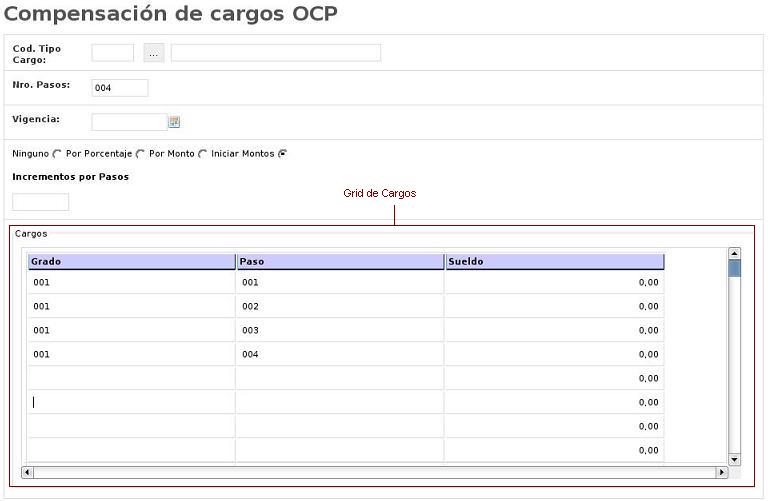 Compensación de cargos OCP
Cod. Tipo
Cargo:
...
Nro. Pasos:
004
Vigencia:
Ninguno Por Porcentaje Por Monto Iniciar Montos
Incrementos por Pasos
Grid de Cargos
Cargos
Grado Paso Sueldo
001 001 0,00
001 002 0,00
001 003 0,00
001 004 0,00
0,00
0,00
0,00
0,00